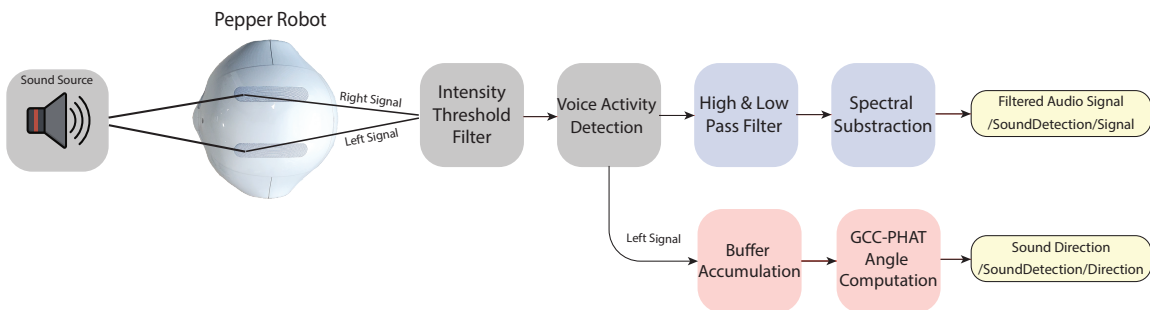 Pepper Robot
Sound Source
Right Signal
Left Signal
Intensity
Threshold
Filter
Voice Activity
Detection
High & Low
Pass Filter
Spectral
Substraction
Filtered Audio Signal
/SoundDetection/Signal
Left Signal
Buffer
Accumulation
GCC-PHAT
Angle
Computation
Sound Direction
/SoundDetection/Direction